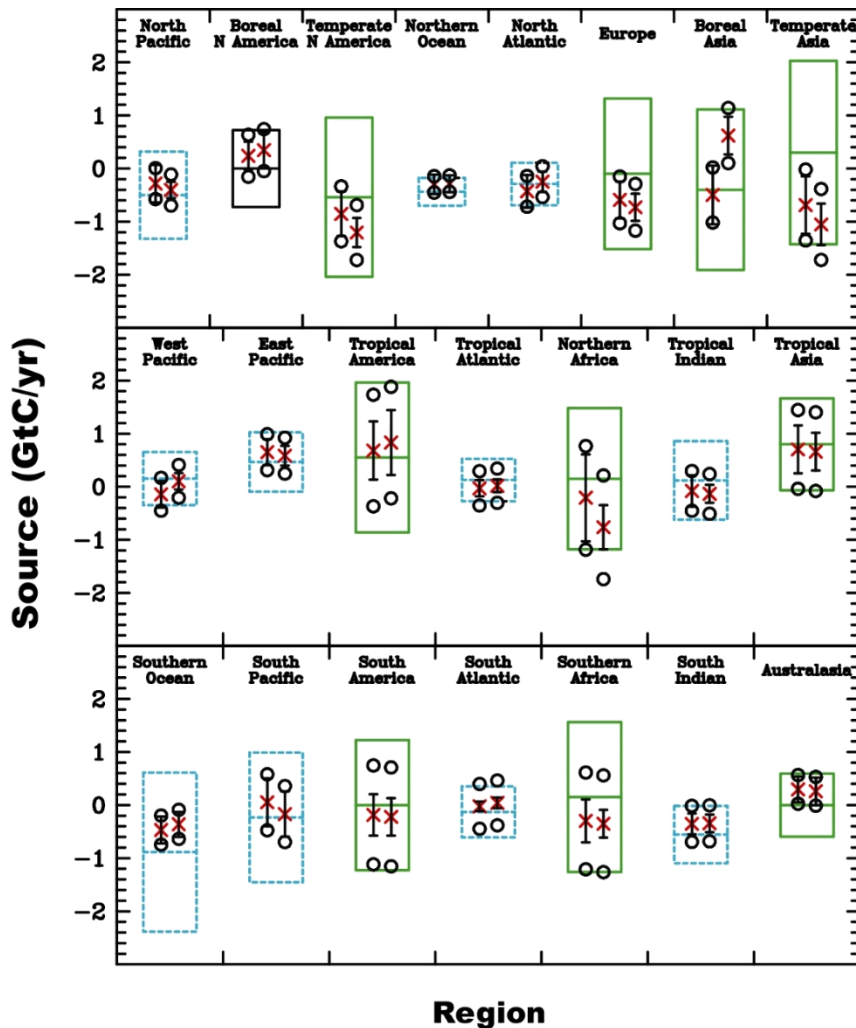 North Pacific
Boreal N America
Temperate N America
Northern Ocean
North Atlantic
Europe
Boreal Asia
Temperate Asia
2
1
0
−1
−2
West Pacific
East Pacific
Tropical America
Tropical Atlantic
Northern Africa
Tropical Indian
Tropical Asia
2
1
0
−1
−2
Southern Ocean
South Pacific
South America
South Atlantic
Southern Africa
South Indian
Australasia
2
1
0
−1
−2
Source (GtC/yr)
Region